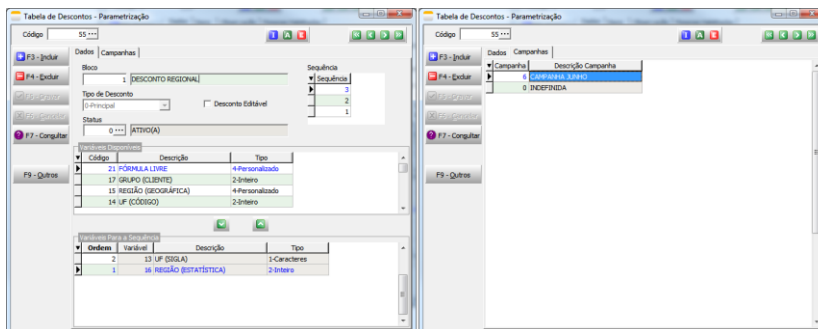 Tabela de Descontos - Parametrização
Código 55 ...
I A E
F3 - Incluir
F4 - Excluir
F7 - Consultar
F9 - Outros
Dados Campanhas
Bloco
1 DESCONTO REGIONAL
Tipo de Desconto
0-Principal
Desconto Editável
Status
0 ... ATIVO(A)
Sequência
Sequência
3
2
1
Variáveis Disponíveis
Código Descrição Tipo
21 FÓRMULA LIVRE 4-Personalizado
17 GRUPO (CLIENTE) 2-Inteiro
15 REGIÃO (GEOGRÁFICA) 4-Personalizado
14 UF (CÓDIGO) 2-Inteiro
Variáveis Para a Sequência
Ordem Variável Descrição Tipo
2 13 UF (SIGLA) 1-Caracteres
1 16 REGIÃO (ESTATÍSTICA) 2-Inteiro
Tabela de Descontos - Parametrização
Código 55 ...
I A E
F3 - Incluir
F4 - Excluir
F7 - Consultar
F9 - Outros
Dados Campanhas
Campanha Descrição Campanha
6 CAMPANHA JUNHO
0 INDEFINIDA